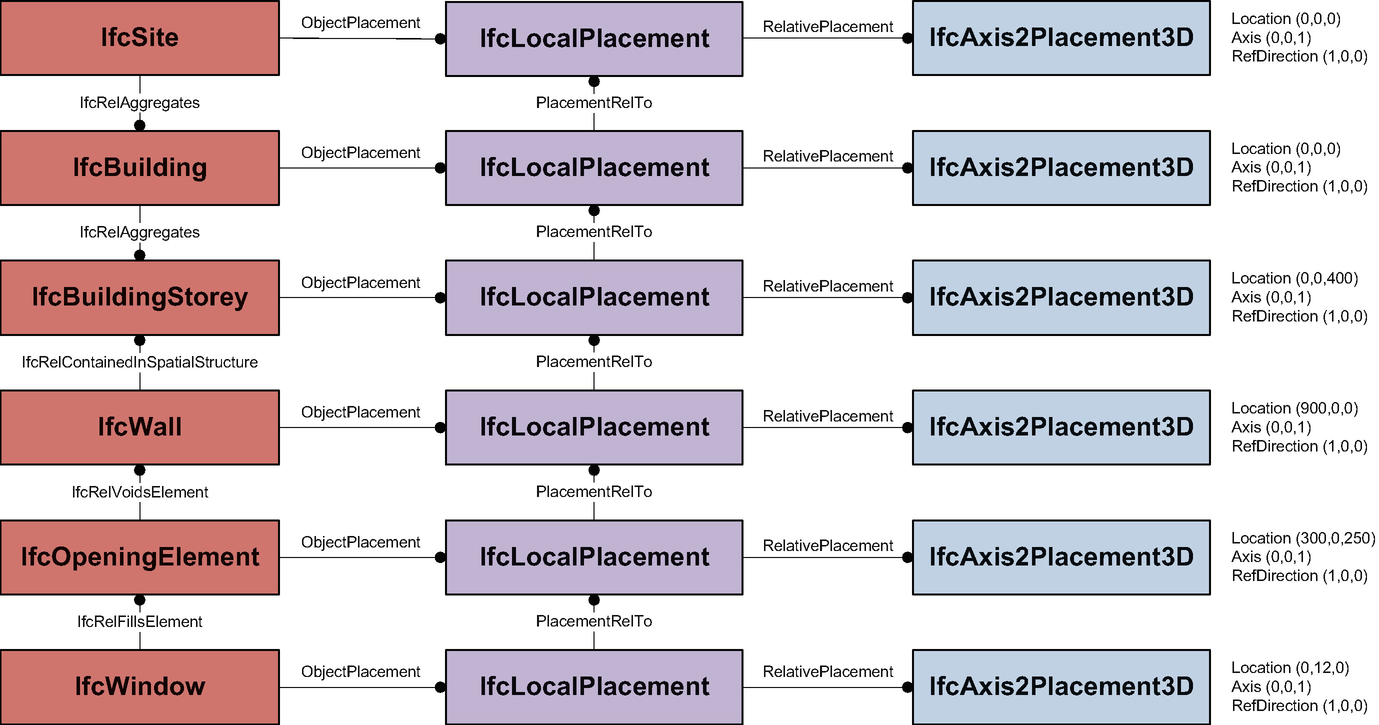 IfcSite
ObjectPlacement
IfcLocalPlacement
RelativePlacement
IfcAxis2Placement3D
Location (0,0,0)
Axis (0,0,1)
RefDirection (1,0,0)
IfcRelAggregates
PlacementRelTo
IfcBuilding
ObjectPlacement
IfcLocalPlacement
RelativePlacement
IfcAxis2Placement3D
Location (0,0,0)
Axis (0,0,1)
RefDirection (1,0,0)
IfcRelAggregates
PlacementRelTo
IfcBuildingStorey
ObjectPlacement
IfcLocalPlacement
RelativePlacement
IfcAxis2Placement3D
Location (0,0,400)
Axis (0,0,1)
RefDirection (1,0,0)
IfcRelContainedInSpatialStructure
PlacementRelTo
IfcWall
ObjectPlacement
IfcLocalPlacement
RelativePlacement
IfcAxis2Placement3D
Location (900,0,0)
Axis (0,0,1)
RefDirection (1,0,0)
IfcRelVoidsElement
PlacementRelTo
IfcOpeningElement
ObjectPlacement
IfcLocalPlacement
RelativePlacement
IfcAxis2Placement3D
Location (300,0,250)
Axis (0,0,1)
RefDirection (1,0,0)
IfcRelFillsElement
PlacementRelTo
IfcWindow
ObjectPlacement
IfcLocalPlacement
RelativePlacement
IfcAxis2Placement3D
Location (0,12,0)
Axis (0,0,1)
RefDirection (1,0,0)